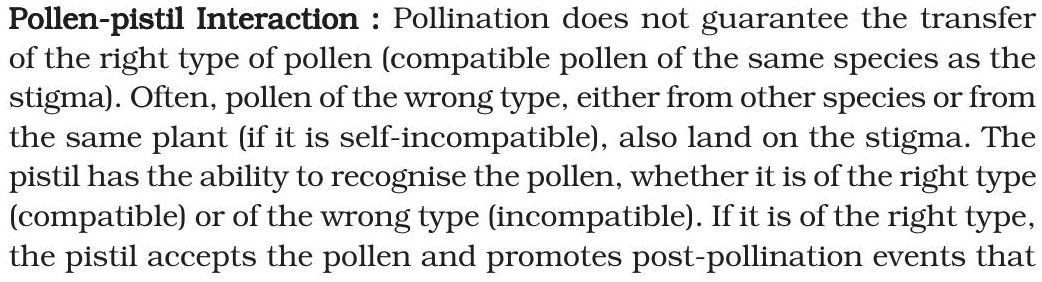 Pollen-pistil Interaction : Pollination does not guarantee the transfer
of the right type of pollen (compatible pollen of the same species as the
stigma). Often, pollen of the wrong type, either from other species or from
the same plant (if it is self-incompatible), also land on the stigma. The
pistil has the ability to recognise the pollen, whether it is of the right type
(compatible) or of the wrong type (incompatible). If it is of the right type,
the pistil accepts the pollen and promotes post-pollination events that